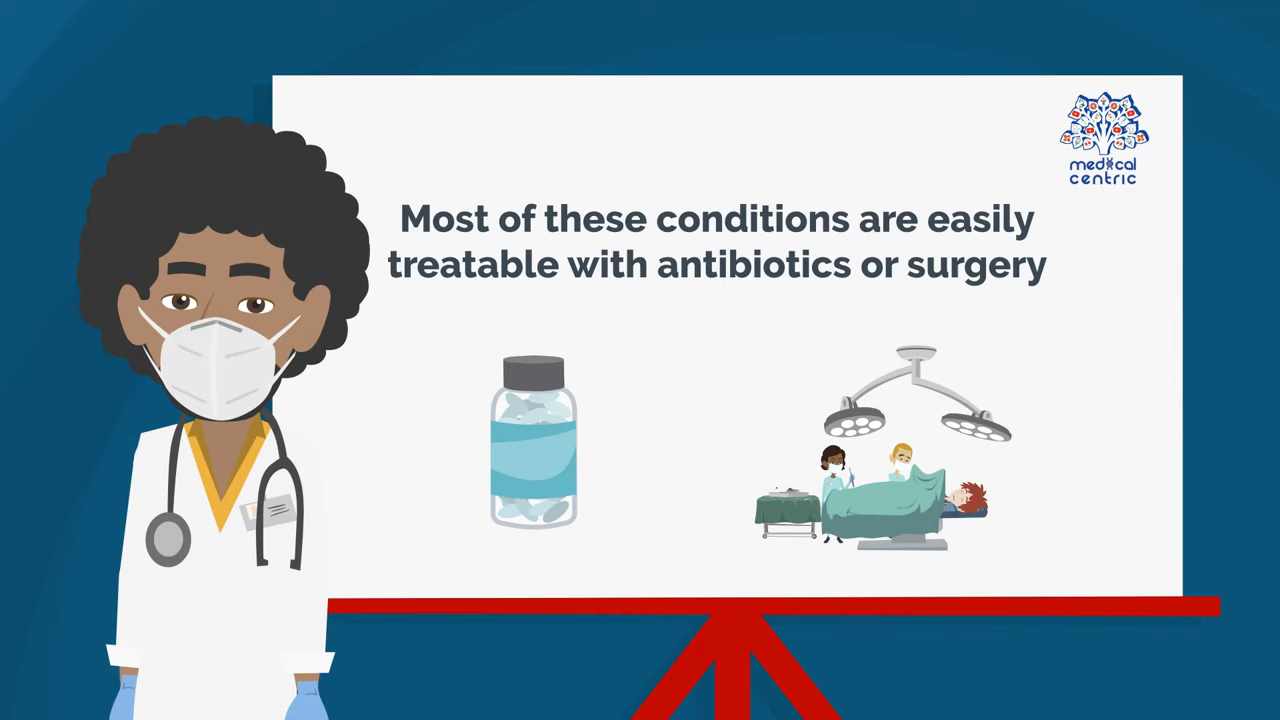 medical
centric
Most of these conditions are easily
treatable with antibiotics or surgery